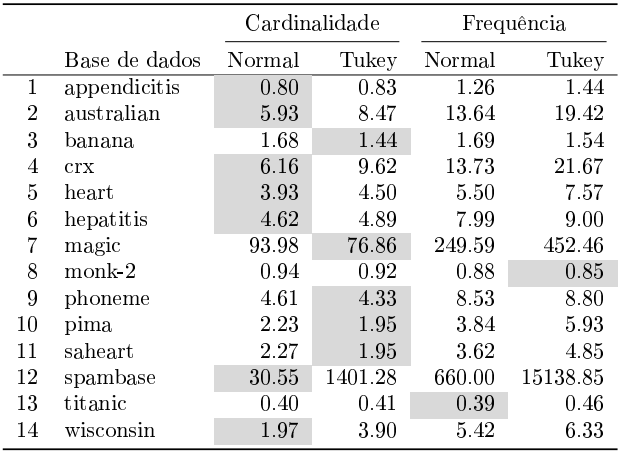 Cardinalidade Frequência
Base de dados Normal Tukey Normal Tukey
1 appendicitis 0.80 0.83 1.26 1.44
2 australian 5.93 8.47 13.64 19.42
3 banana 1.68 1.44 1.69 1.54
4 crx 6.16 9.62 13.73 21.67
5 heart 3.93 4.50 5.50 7.57
6 hepatitis 4.62 4.89 7.99 9.00
7 magic 93.98 76.86 249.59 452.46
8 monk-2 0.94 0.92 0.88 0.85
9 phoneme 4.61 4.33 8.53 8.80
10 pima 2.23 1.95 3.84 5.93
11 saheart 2.27 1.95 3.62 4.85
12 spambase 30.55 1401.28 660.00 15138.85
13 titanic 0.40 0.41 0.39 0.46
14 wisconsin 1.97 3.90 5.42 6.33